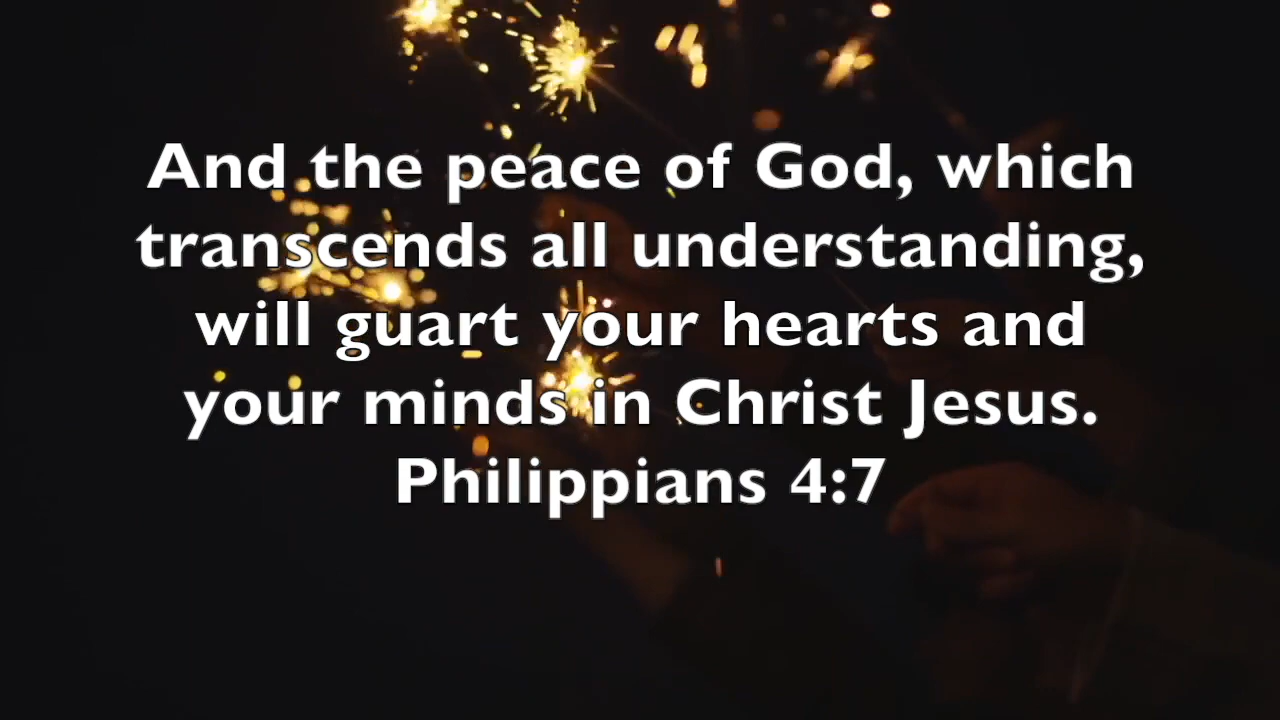 And the peace of God, which
transcends all understanding,
will guart your hearts and
your minds in Christ Jesus.
Philippians 4:7